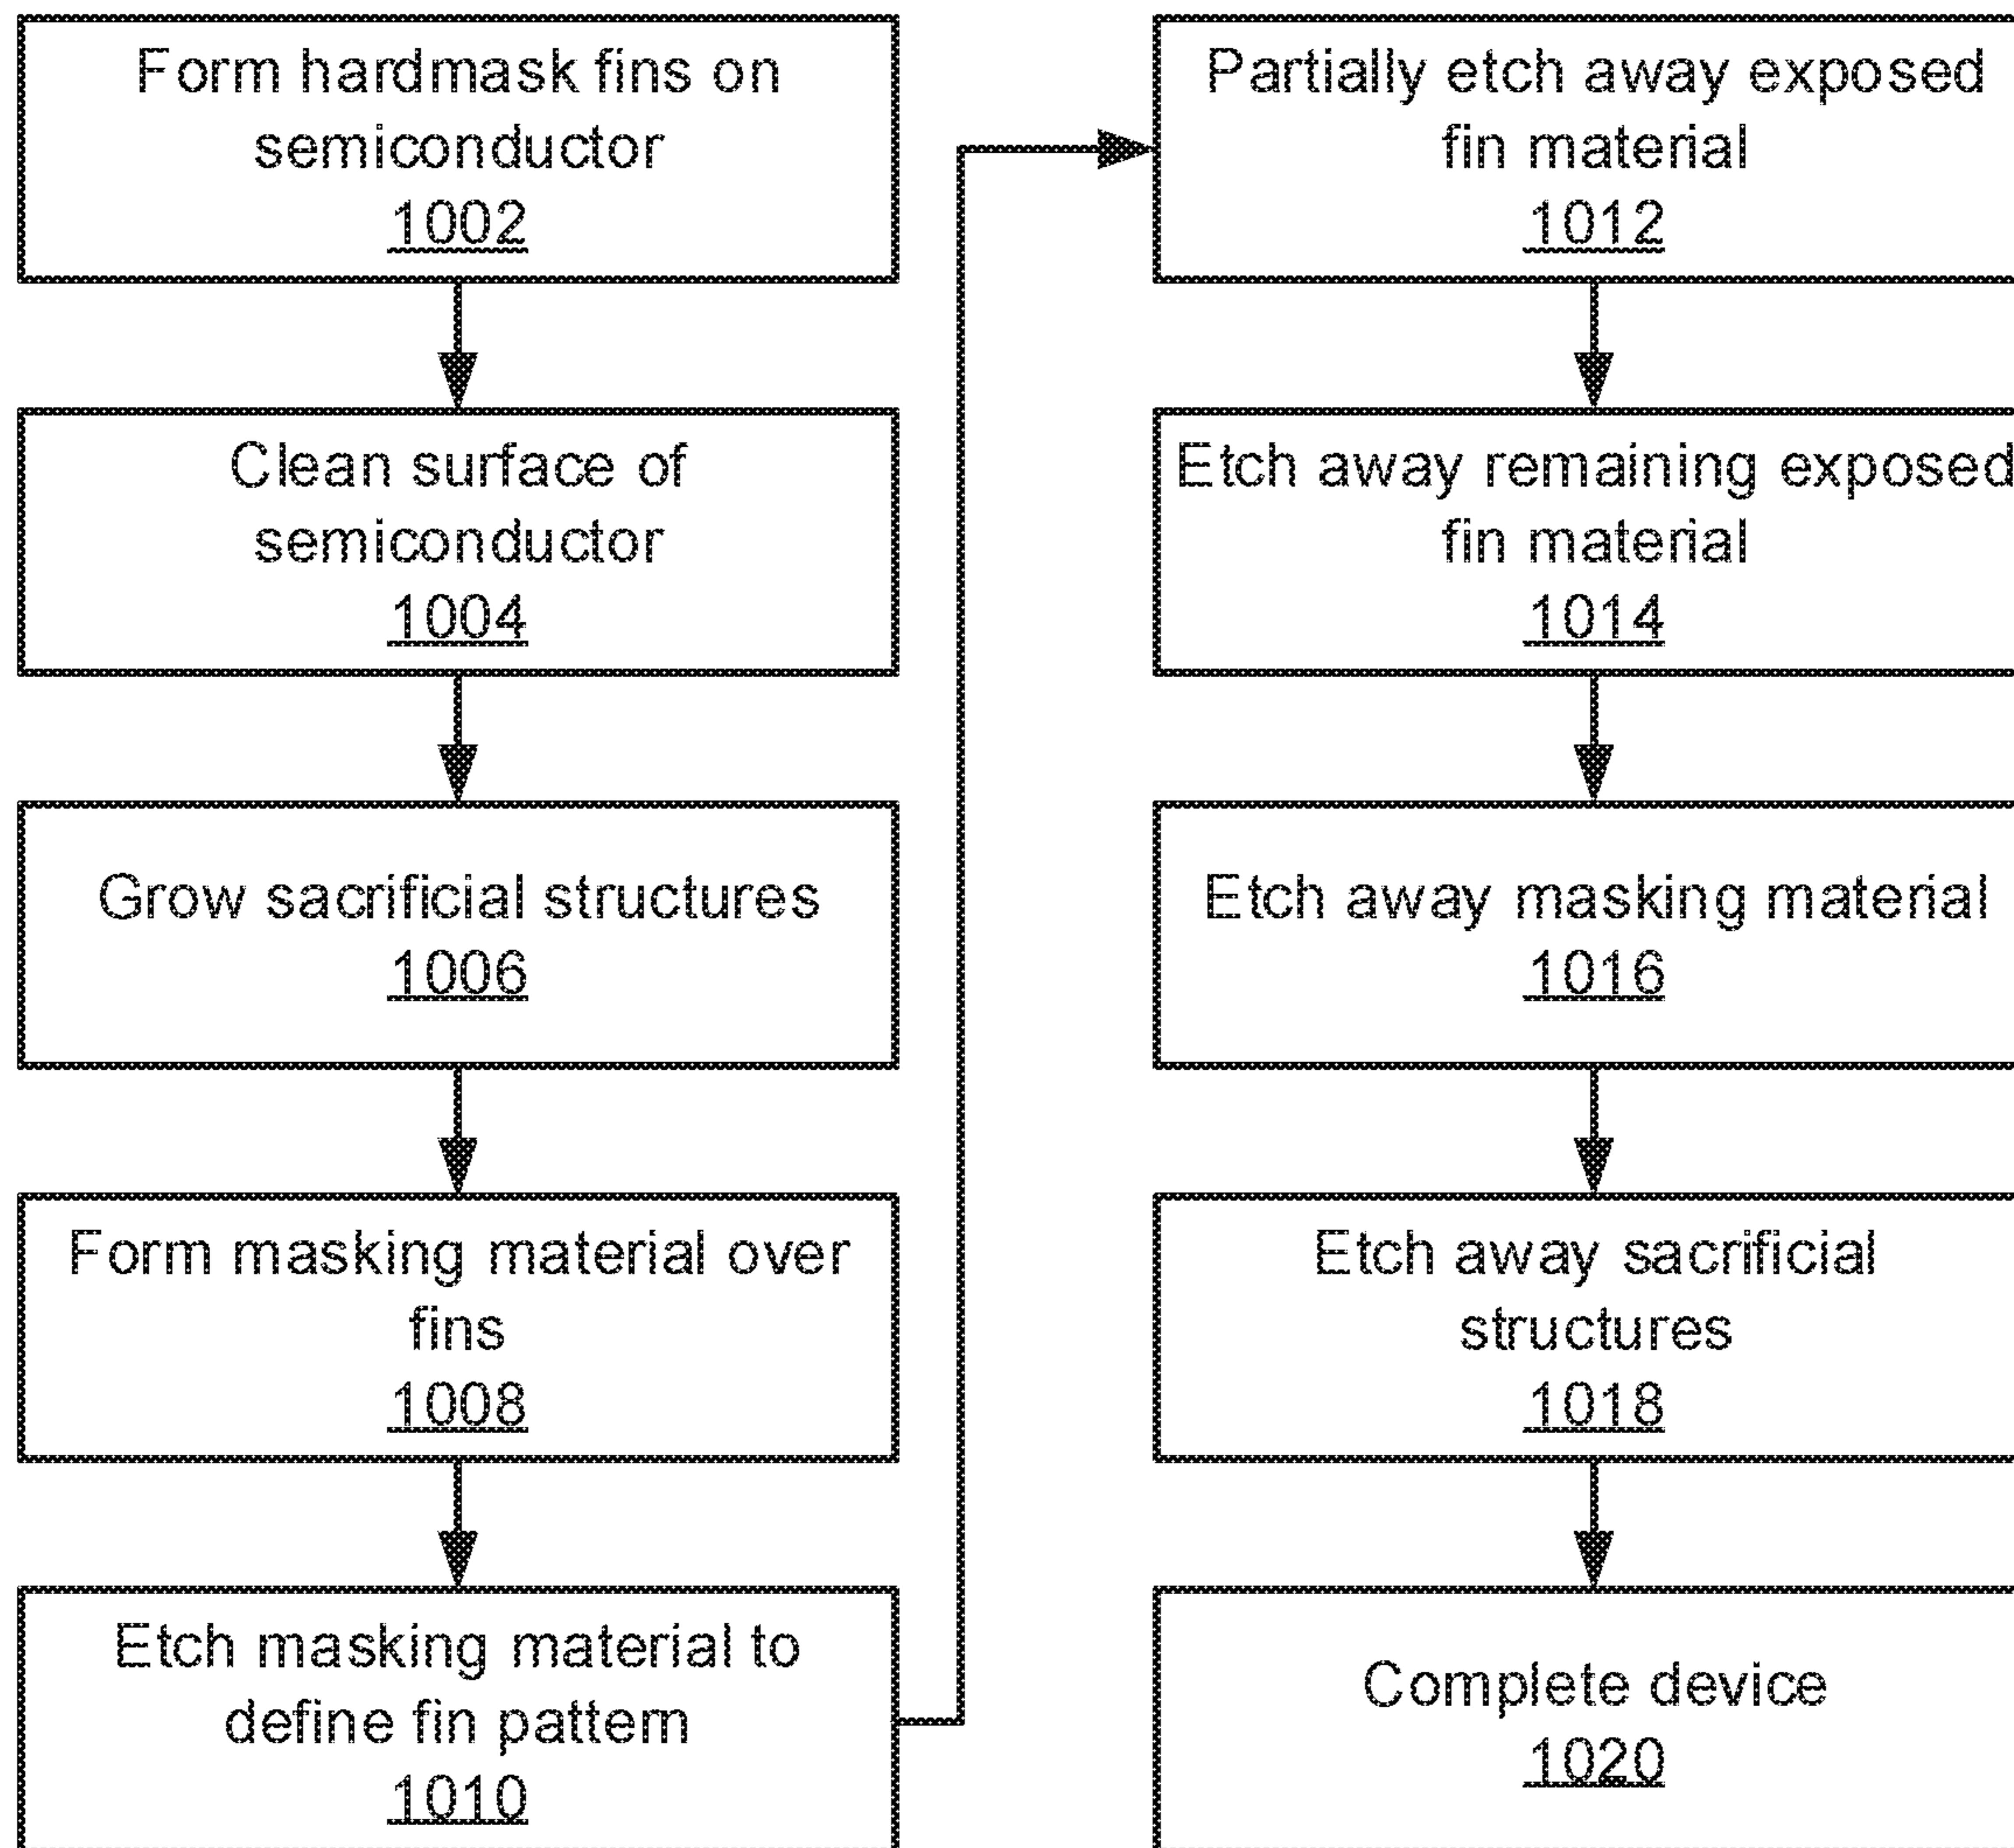 Form hardmask fins on
semiconductor
1002
Clean surface of
semiconductor
1004
Grow sacrificial structures
1006
Form masking material over
fins
1008
Etch masking material to
define fin pattern
1010
Partially etch away exposed
fin material
1012
Etch away remaining exposed
fin material
1014
Etch away masking material
1016
Etch away sacrificial
structures
1018
Complete device
1020